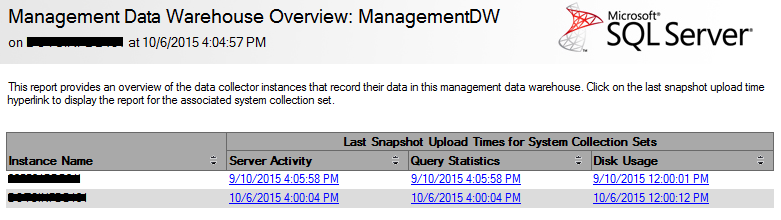 Management Data Warehouse Overview: ManagementDW
on at 10/6/2015 4:04:57 PM
Microsoft
SQL Server
This report provides an overview of the data collector instances that record their data in this management data warehouse. Click on the last snapshot upload time
hyperlink to display the report for the associated system collection set.
Last Snapshot Upload Times for System Collection Sets
Instance Name Server Activity Query Statistics Disk Usage
9/10/2015 4:05:58 PM 9/10/2015 4:05:58 PM 9/10/2015 12:00:01 PM
10/6/2015 4:00:04 PM 10/6/2015 4:00:04 PM 10/6/2015 12:00:12 PM